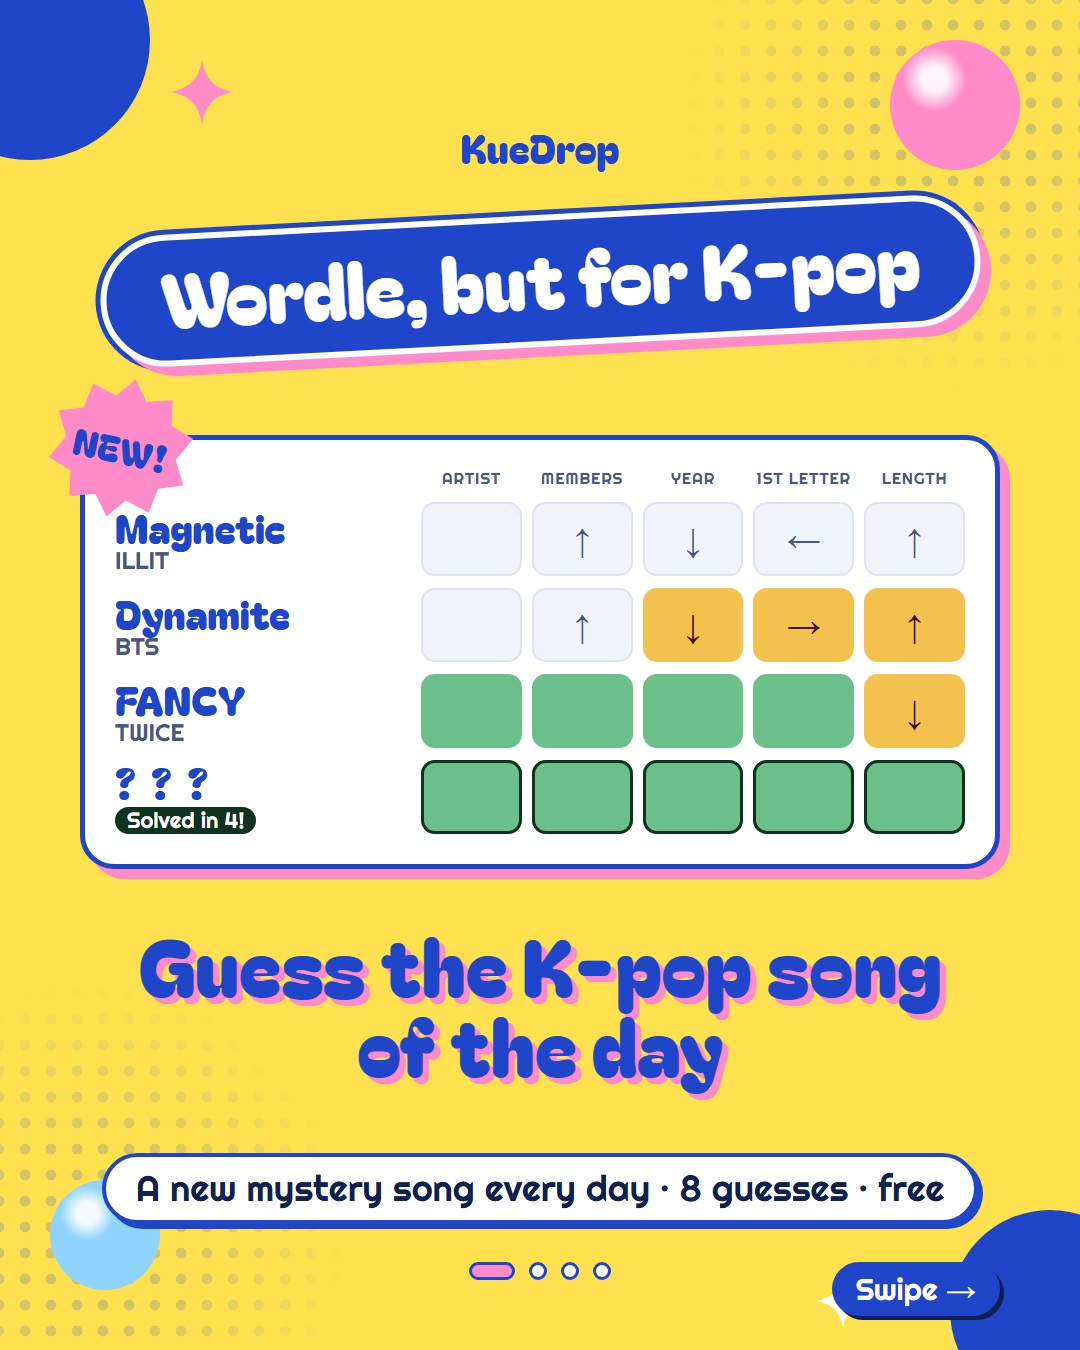 KueDrop
Wordle, but for K-pop
NEW!
ARTIST MEMBERS YEAR 1ST LETTER LENGTH
Magnetic
ILLIT
↑ ↓ ← ↑
Dynamite
BTS
↑ ↓ → ↑
FANCY
TWICE
↓
? ? ?
Solved in 4!
Guess the K-pop song
of the day
A new mystery song every day · 8 guesses · free
Swipe →